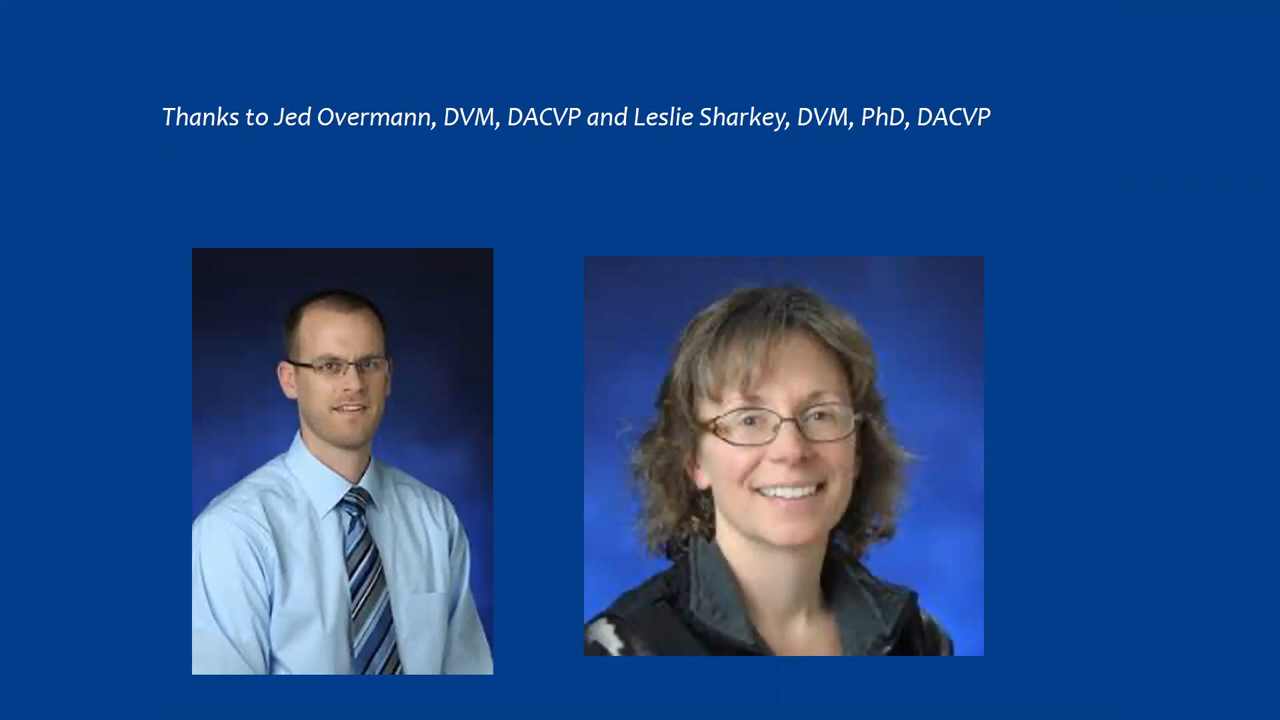 Thanks to Jed Overmann, DVM, DACVP and Leslie Sharkey, DVM, PhD, DACVP